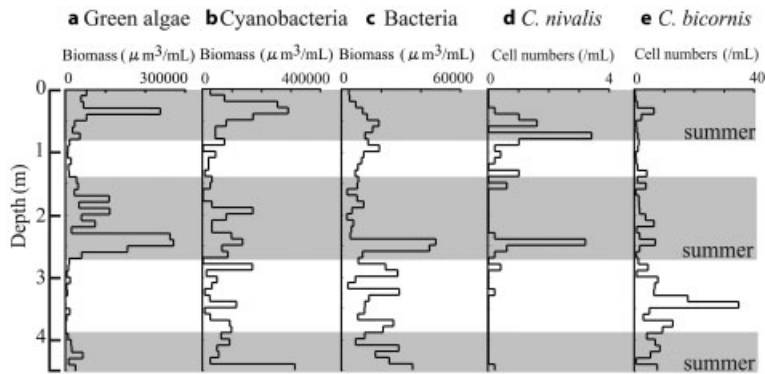 a Green algae b Cyanobacteria c Bacteria d C. nivalis e C. bicornis
Biomass (μm³/mL) Biomass (μm³/mL) Biomass (μm³/mL) Cell numbers (/mL) Cell numbers (/mL)
0 300000 0 400000 0 60000 0 4 0 40
Depth (m)
0
1
2
3
4
summer
summer
summer